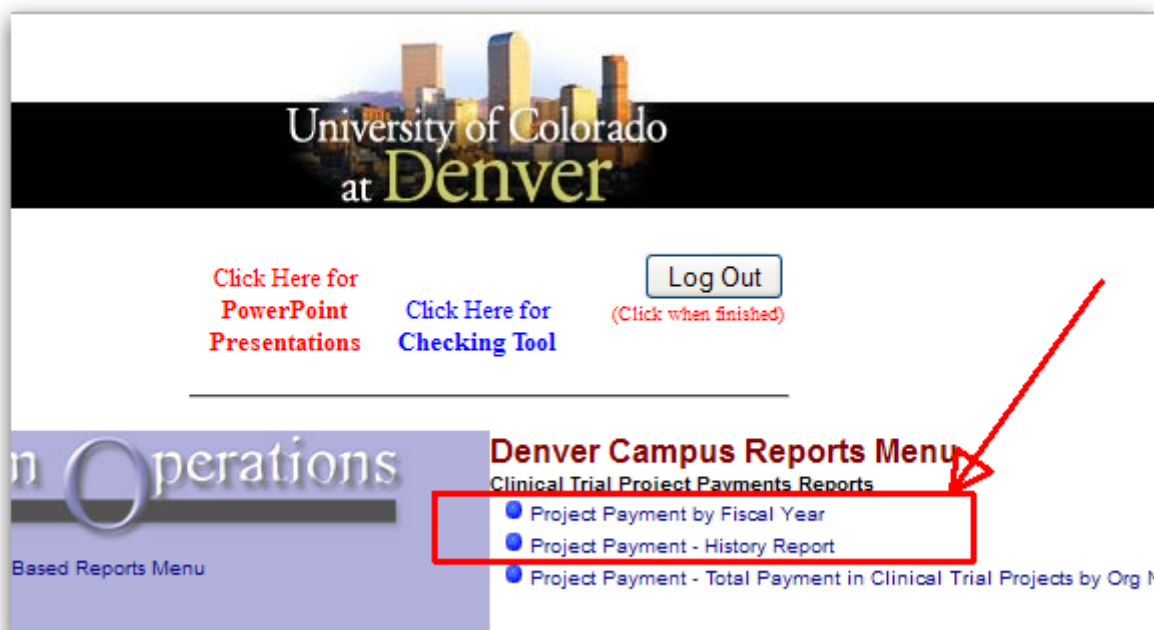 University of Colorado
at Denver
Click Here for
PowerPoint
Presentations
Click Here for
Checking Tool
Log Out
(Click when finished)
n Operations
Based Reports Menu
Denver Campus Reports Menu
Clinical Trial Project Payments Reports
Project Payment by Fiscal Year
Project Payment - History Report
Project Payment - Total Payment in Clinical Trial Projects by Org